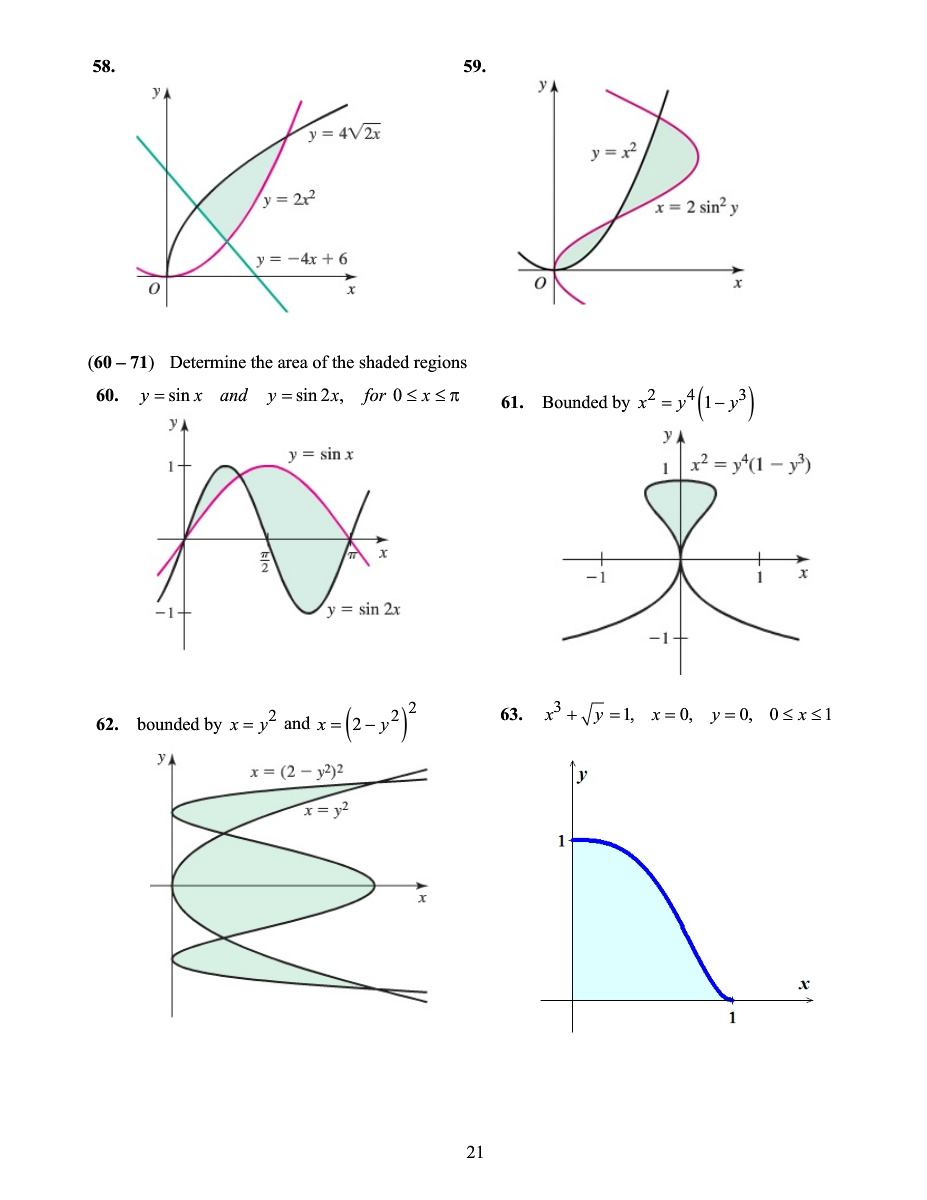 58.
y
y = 4√2x
y = 2x²
y = −4x + 6
O
x
59.
y
y = x²
x = 2 sin² y
O
x
(60 – 71) Determine the area of the shaded regions
60. y = sin x and y = sin 2x, for 0 ≤ x ≤ π
y
y = sin x
1
π/2
π
x
−1
y = sin 2x
61. Bounded by x² = y⁴(1 − y³)
y
1
x² = y⁴(1 − y³)
−1
1
x
−1
62. bounded by x = y² and x = (2 − y²)²
y
x = (2 − y²)2
x = y²
x
63. x³ + √y = 1, x = 0, y = 0, 0 ≤ x ≤ 1
y
1
x
1
21